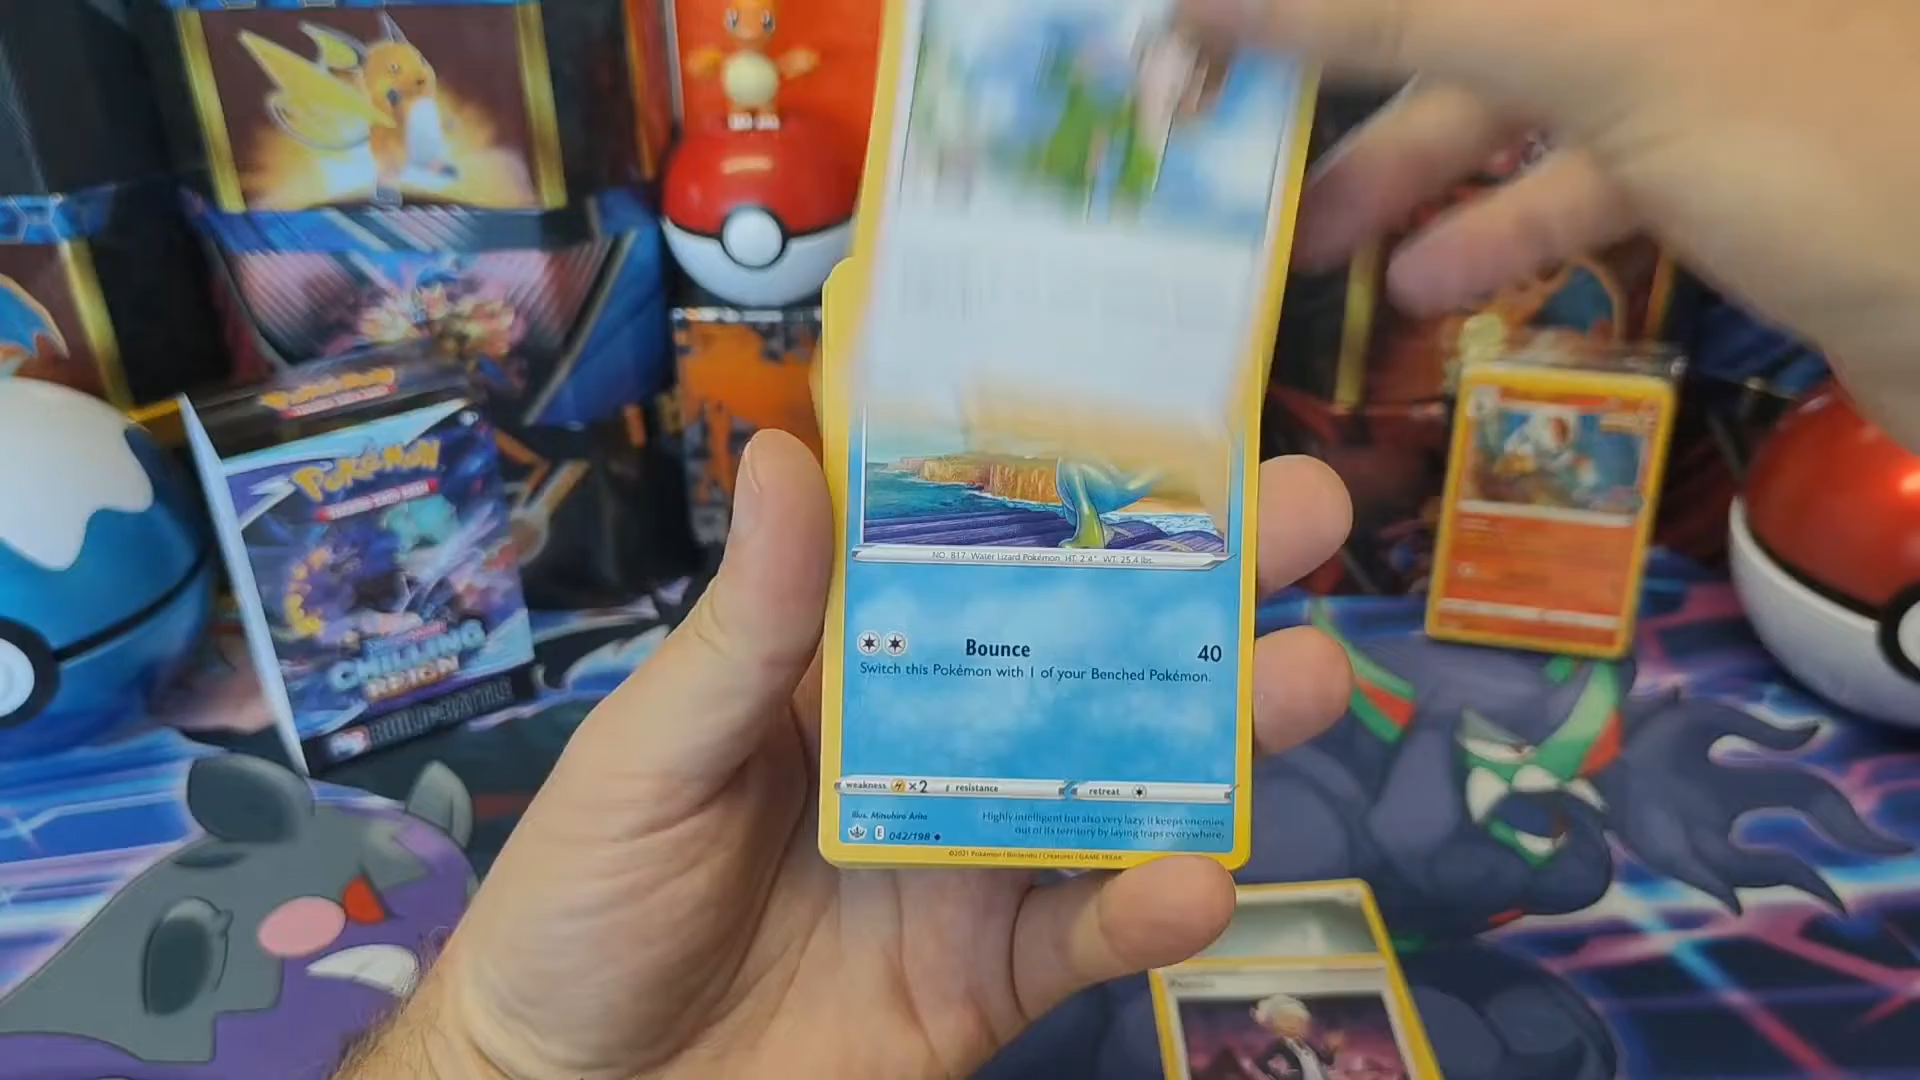 POKÉMON
CHILLING
REIGN
BUILD & BATTLE
NO. 817 Water Lizard Pokémon HT: 2'4" WT: 25.4 lbs.
Bounce 40
Switch this Pokémon with 1 of your Benched Pokémon.
weakness ×2 resistance retreat
Illus. Mitsuhiro Arita
Highly intelligent but also very lazy, it keeps enemies
out of its territory by laying traps everywhere.
E 042/198
©2021 Pokémon / Nintendo / Creatures / GAME FREAK